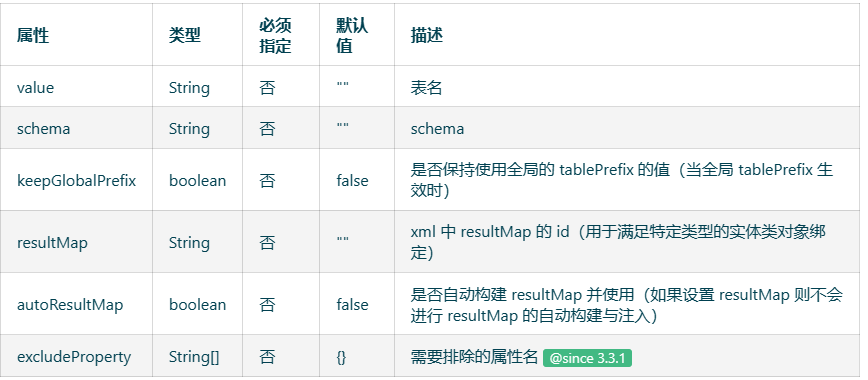 属性 类型 必须指定 默认值 描述
value String 否 "" 表名
schema String 否 "" schema
keepGlobalPrefix boolean 否 false 是否保持使用全局的 tablePrefix 的值（当全局 tablePrefix 生效时）
resultMap String 否 "" xml 中 resultMap 的 id（用于满足特定类型的实体类对象绑定）
autoResultMap boolean 否 false 是否自动构建 resultMap 并使用（如果设置 resultMap 则不会进行 resultMap 的自动构建与注入）
excludeProperty String[] 否 {} 需要排除的属性名 @since 3.3.1